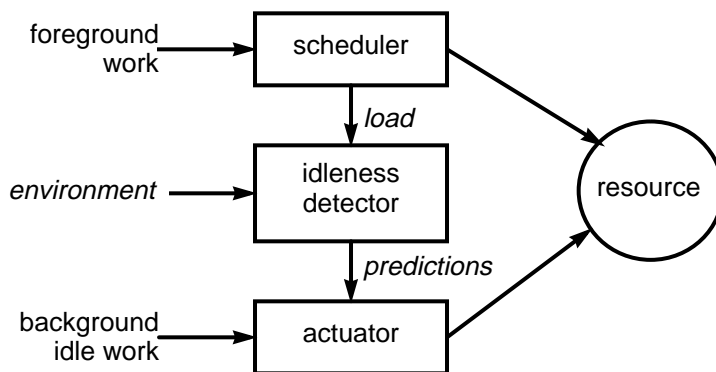 foreground
work
scheduler
load
environment
idleness
detector
resource
predictions
background
idle work
actuator